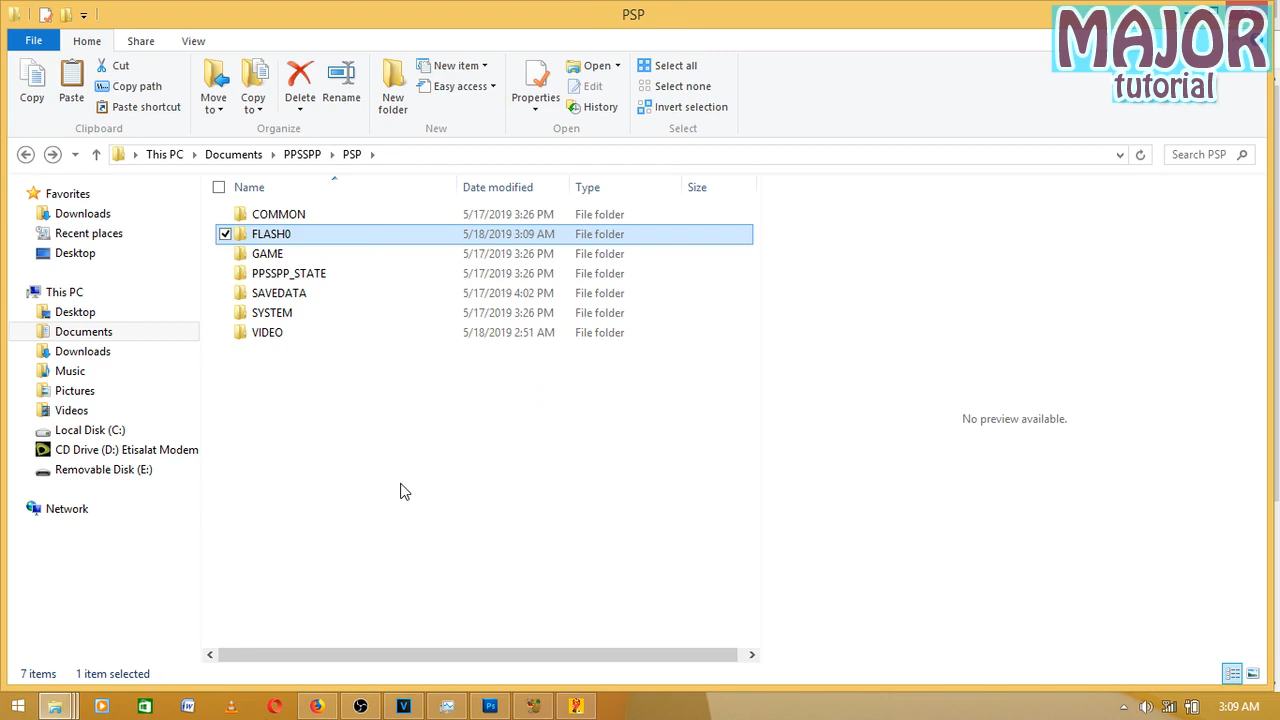 PSP
MAJOR
tutorial
File Home Share View
Copy
Paste
Cut
Copy path
Paste shortcut
Clipboard
Move to
Copy to
Delete
Rename
Organize
New folder
New item
Easy access
New
Properties
Open
Edit
History
Open
Select all
Select none
Invert selection
Select
This PC Documents PPSSPP PSP
Search PSP
Name Date modified Type Size
COMMON 5/17/2019 3:26 PM File folder
FLASH0 5/18/2019 3:09 AM File folder
GAME 5/17/2019 3:26 PM File folder
PPSSPP_STATE 5/17/2019 3:26 PM File folder
SAVEDATA 5/17/2019 4:02 PM File folder
SYSTEM 5/17/2019 3:26 PM File folder
VIDEO 5/18/2019 2:51 AM File folder
Favorites
Downloads
Recent places
Desktop
This PC
Desktop
Documents
Downloads
Music
Pictures
Videos
Local Disk (C:)
CD Drive (D:) Etisalat Modem
Removable Disk (E:)
Network
No preview available.
7 items 1 item selected
W
V
Ps
3:09 AM